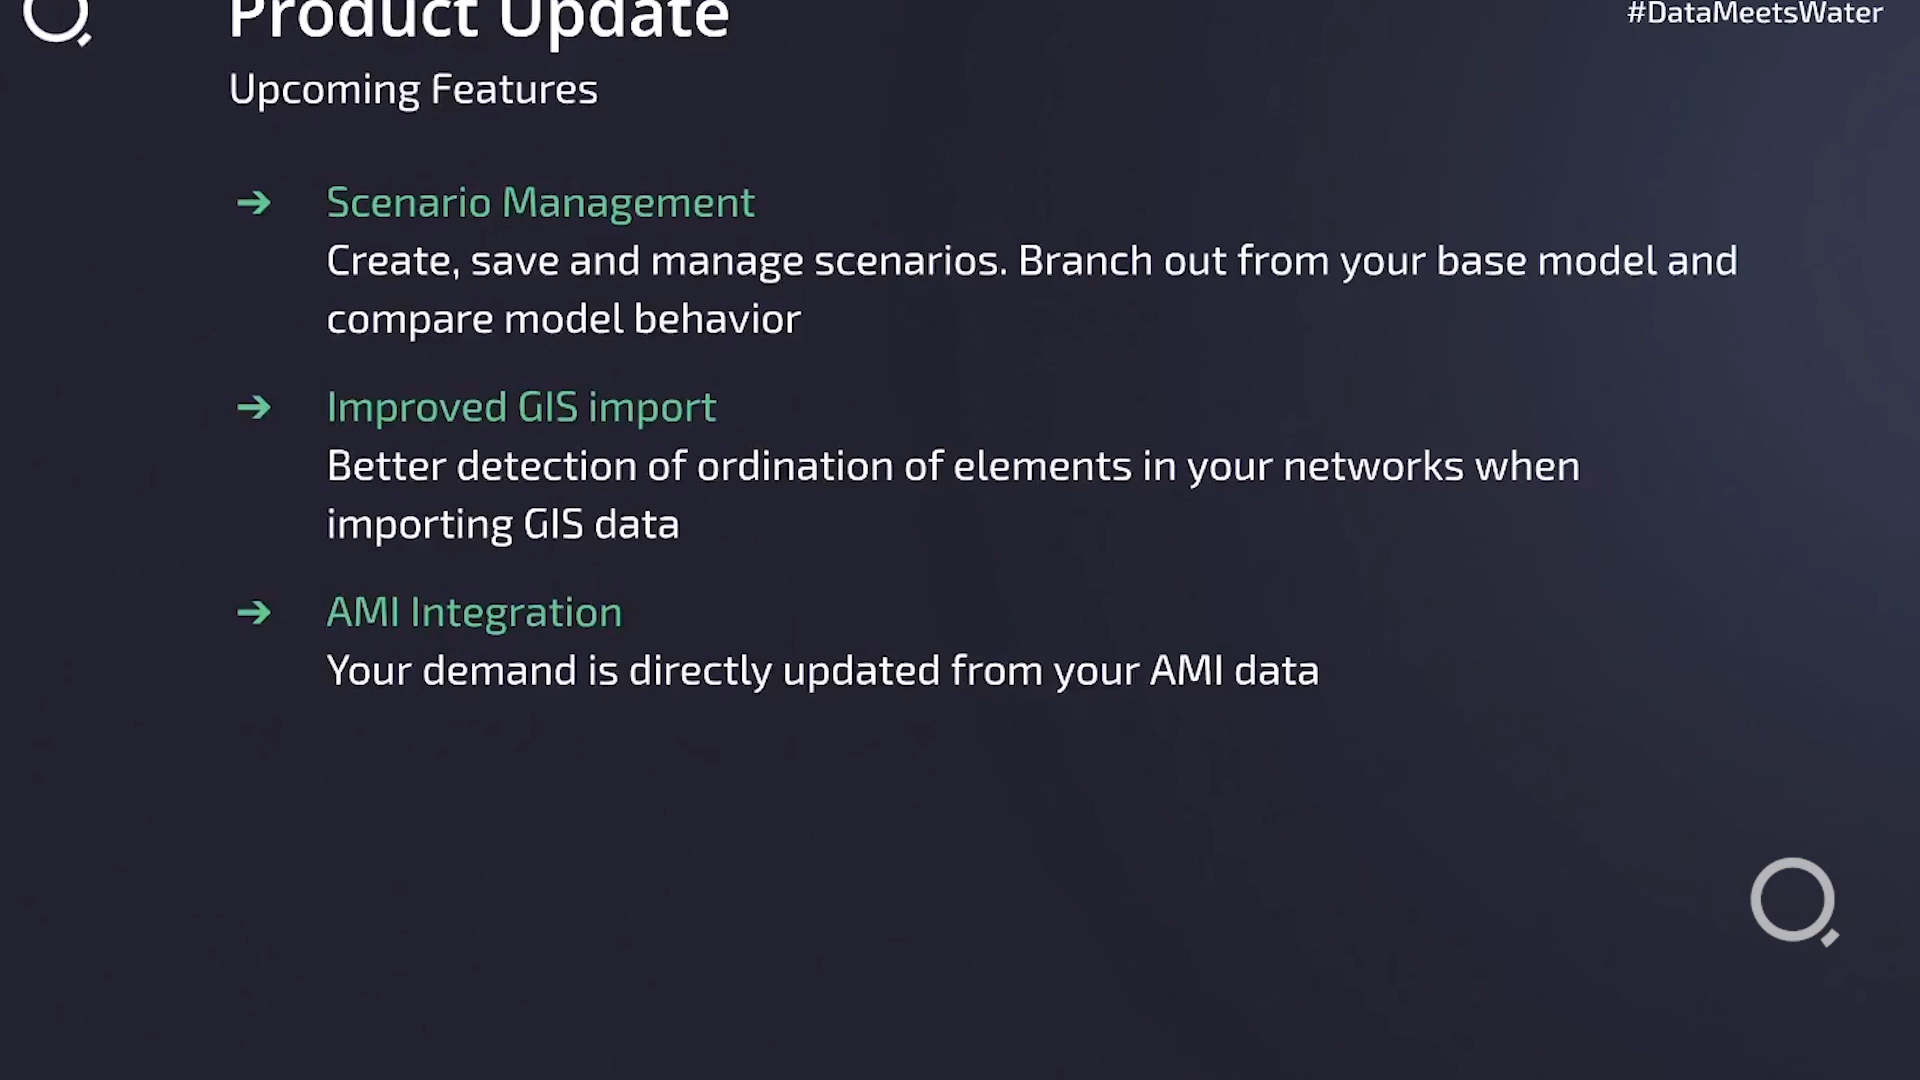 Product Update
#DataMeetsWater
Upcoming Features
→ Scenario Management
Create, save and manage scenarios. Branch out from your base model and
compare model behavior
→ Improved GIS import
Better detection of ordination of elements in your networks when
importing GIS data
→ AMI Integration
Your demand is directly updated from your AMI data